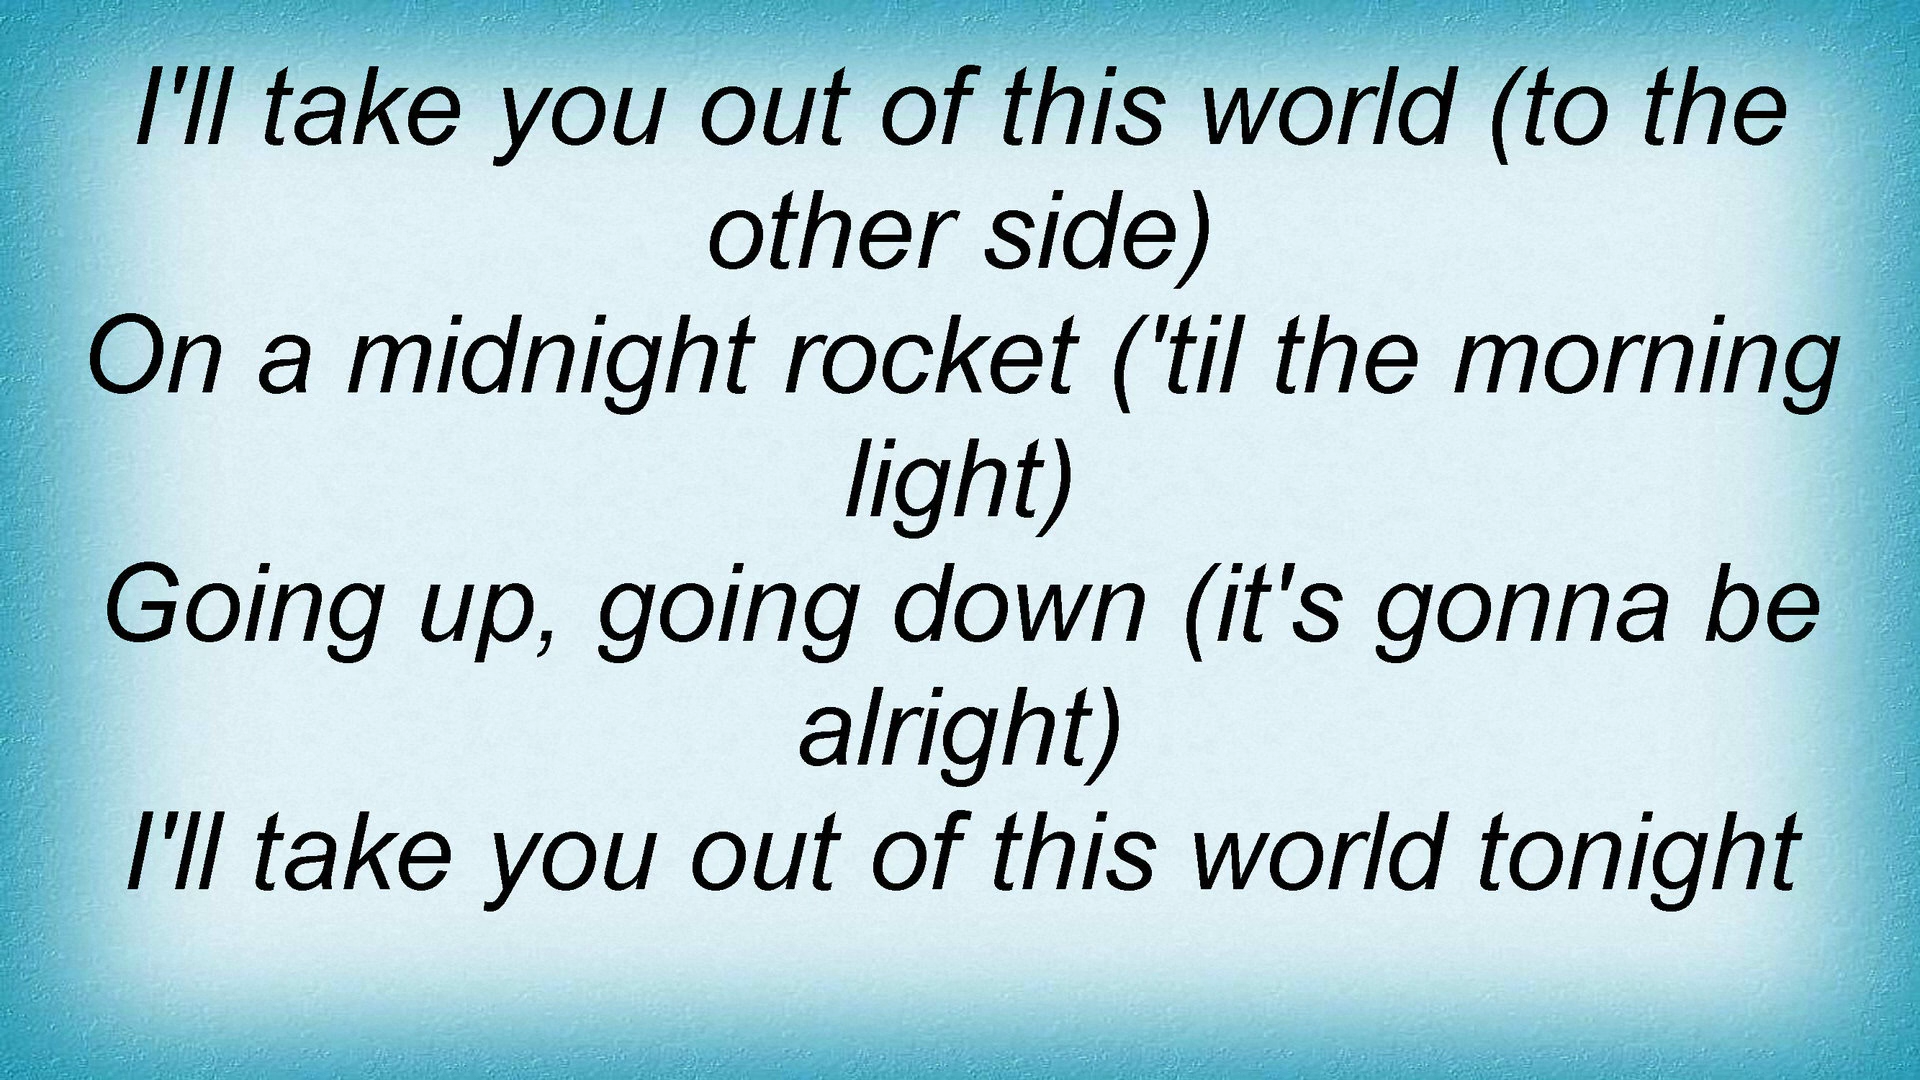 I'll take you out of this world (to the
other side)
On a midnight rocket ('til the morning
light)
Going up, going down (it's gonna be
alright)
I'll take you out of this world tonight